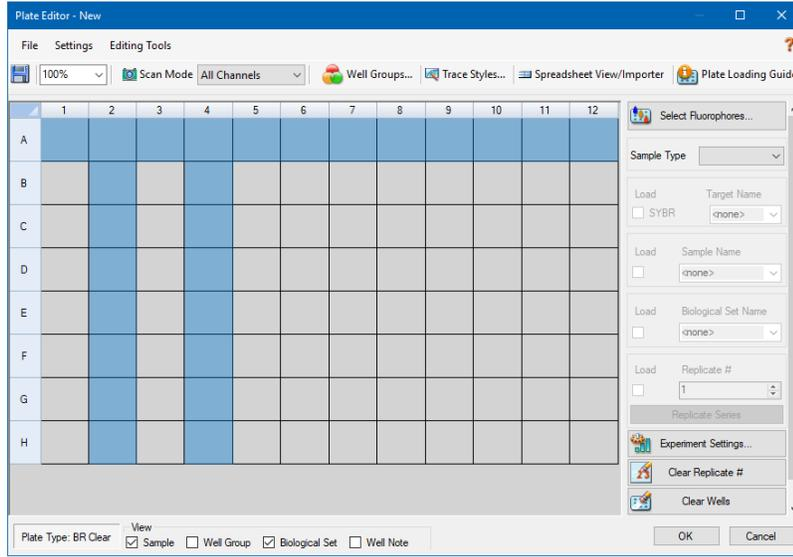 Plate Editor - New
File Settings Editing Tools
100% Scan Mode All Channels Well Groups... Trace Styles... Spreadsheet View/Importer Plate Loading Guid
1 2 3 4 5 6 7 8 9 10 11 12
A
B
C
D
E
F
G
H
Select Fluorophores...
Sample Type
Load Target Name
SYBR <none>
Load Sample Name
<none>
Load Biological Set Name
<none>
Load Replicate #
1
Replicate Series
Experiment Settings...
Clear Replicate #
Clear Wells
Plate Type: BR Clear
View
Sample Well Group Biological Set Well Note
OK Cancel